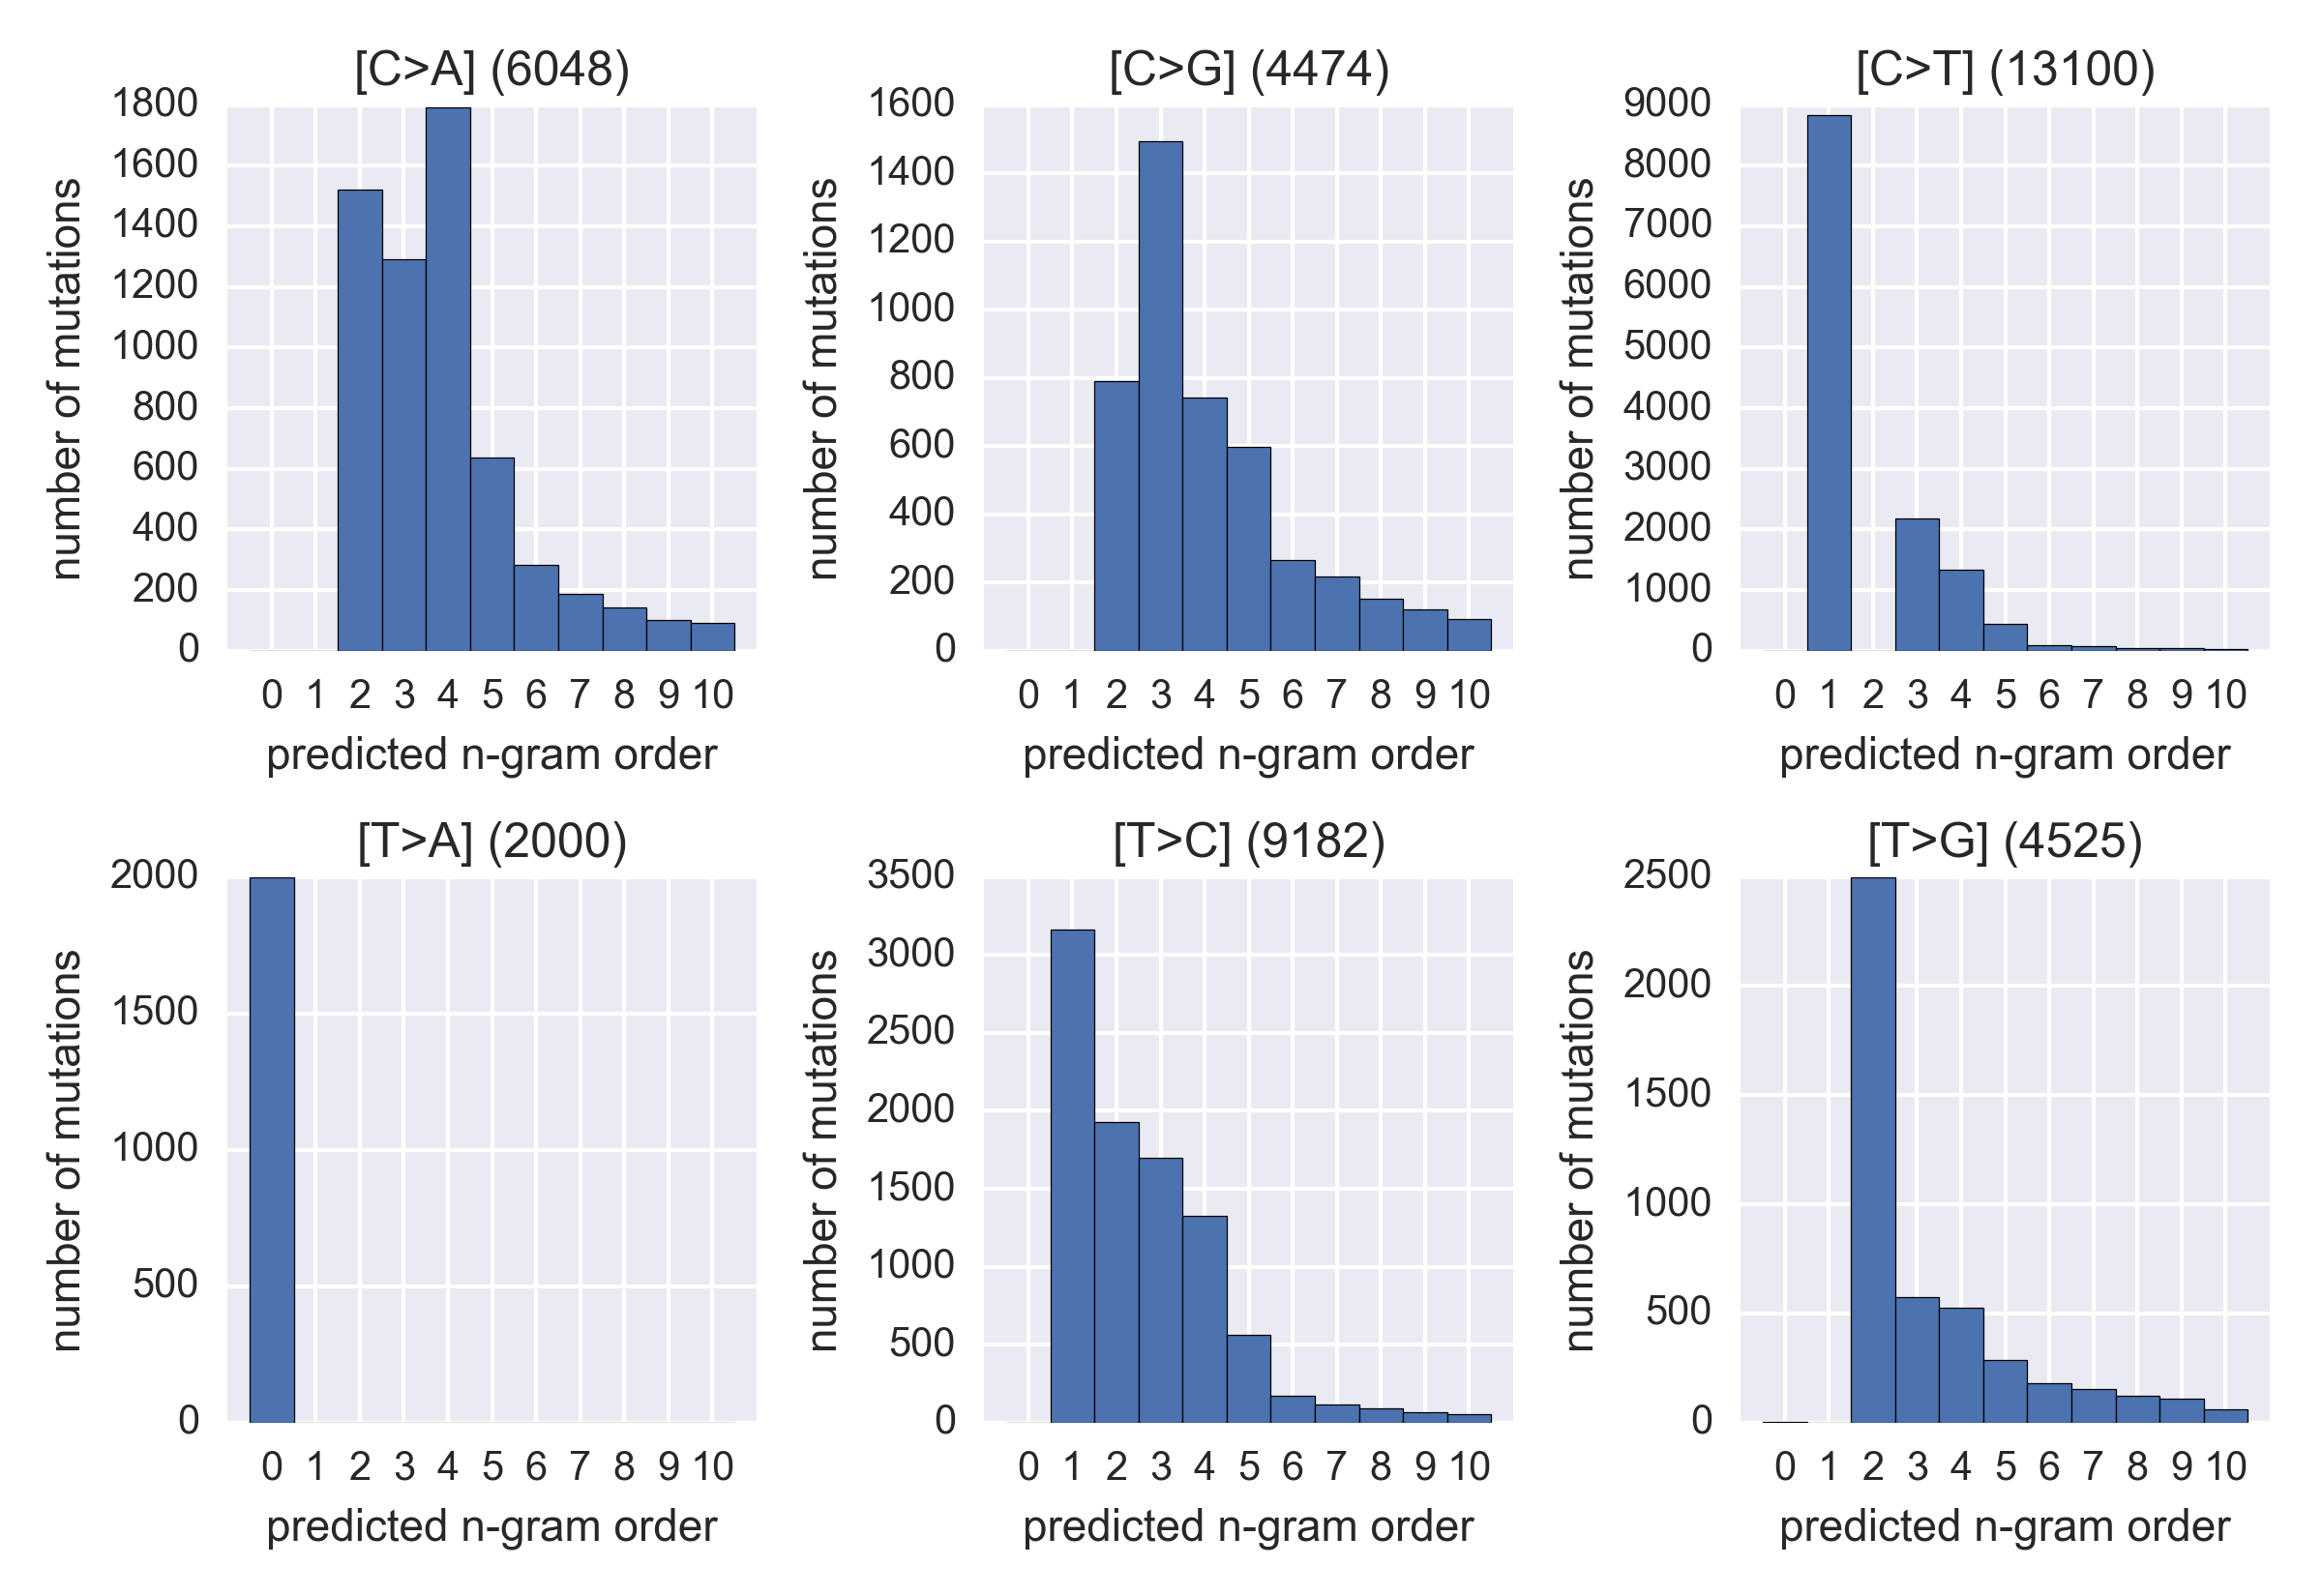 [C>A] (6048)
1800
1600
1400
1200
1000
800
600
400
200
0
number of mutations
0 1 2 3 4 5 6 7 8 9 10
predicted n-gram order
[C>G] (4474)
1600
1400
1200
1000
800
600
400
200
0
number of mutations
0 1 2 3 4 5 6 7 8 9 10
predicted n-gram order
[C>T] (13100)
9000
8000
7000
6000
5000
4000
3000
2000
1000
0
number of mutations
0 1 2 3 4 5 6 7 8 9 10
predicted n-gram order
[T>A] (2000)
2000
1500
1000
500
0
number of mutations
0 1 2 3 4 5 6 7 8 9 10
predicted n-gram order
[T>C] (9182)
3500
3000
2500
2000
1500
1000
500
0
number of mutations
0 1 2 3 4 5 6 7 8 9 10
predicted n-gram order
[T>G] (4525)
2500
2000
1500
1000
500
0
number of mutations
0 1 2 3 4 5 6 7 8 9 10
predicted n-gram order